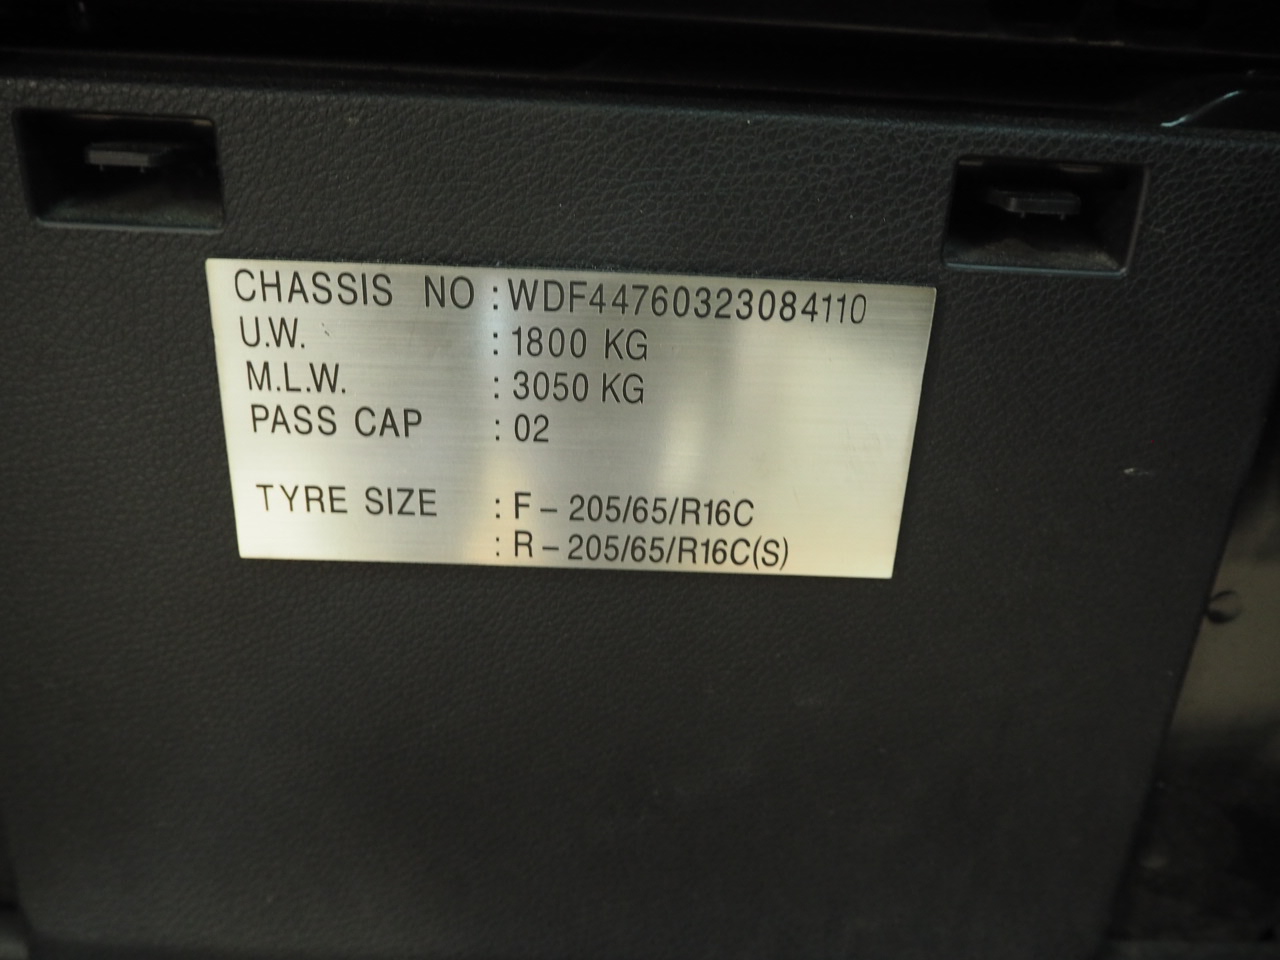 CHASSIS NO : WDF44760323084110
U.W. : 1800 KG
M.L.W. : 3050 KG
PASS CAP : 02
TYRE SIZE : F - 205/65/R16C
: R - 205/65/R16C(S)